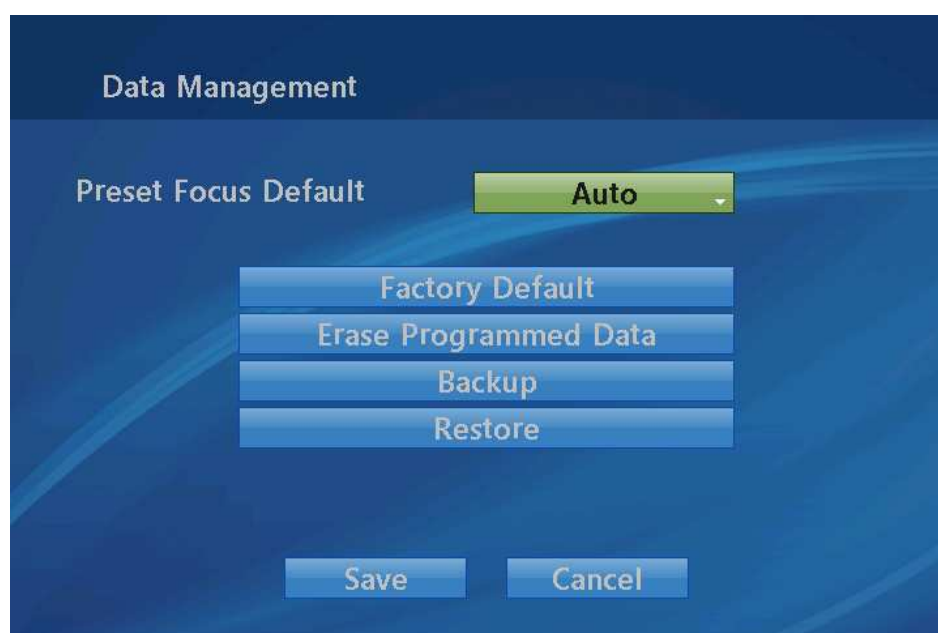 Data Management
Preset Focus Default Auto
Factory Default
Erase Programmed Data
Backup
Restore
Save Cancel